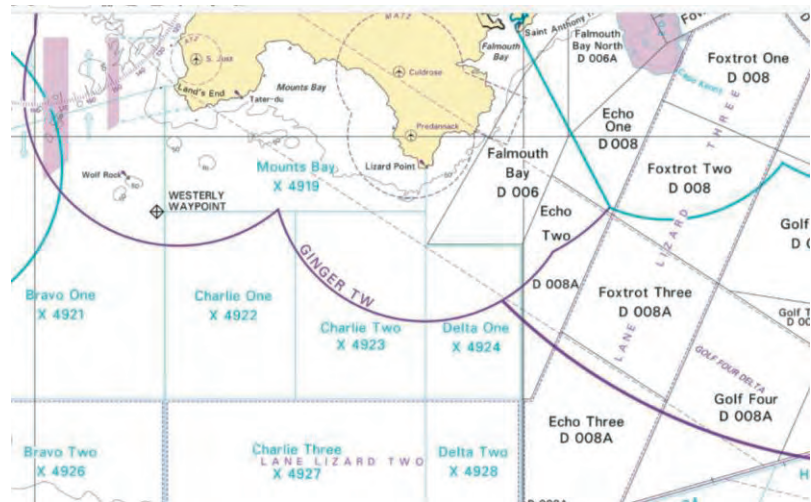 MATZ
ATZ
S. Just
Land's End
Tater-du
Mounts Bay
Culdrose
Predannack
Lizard Point
Falmouth
Bay
Saint Anthony
Falmouth
Bay North
D 006A
Foxtrot One
D 008
Echo
One
D 008
Foxtrot Two
D 008
Wolf Rock
WESTERLY
WAYPOINT
Mounts Bay
X 4919
Falmouth
Bay
D 006
Echo
Two
D 008A
GINGER TW
LANE LIZARD THREE
Foxtrot Three
D 008A
Bravo One
X 4921
Charlie One
X 4922
Charlie Two
X 4923
Delta One
X 4924
GOLF FOUR DELTA
Golf Four
D 008A
Echo Three
D 008A
Bravo Two
X 4926
Charlie Three
X 4927
LANE LIZARD TWO
Delta Two
X 4928